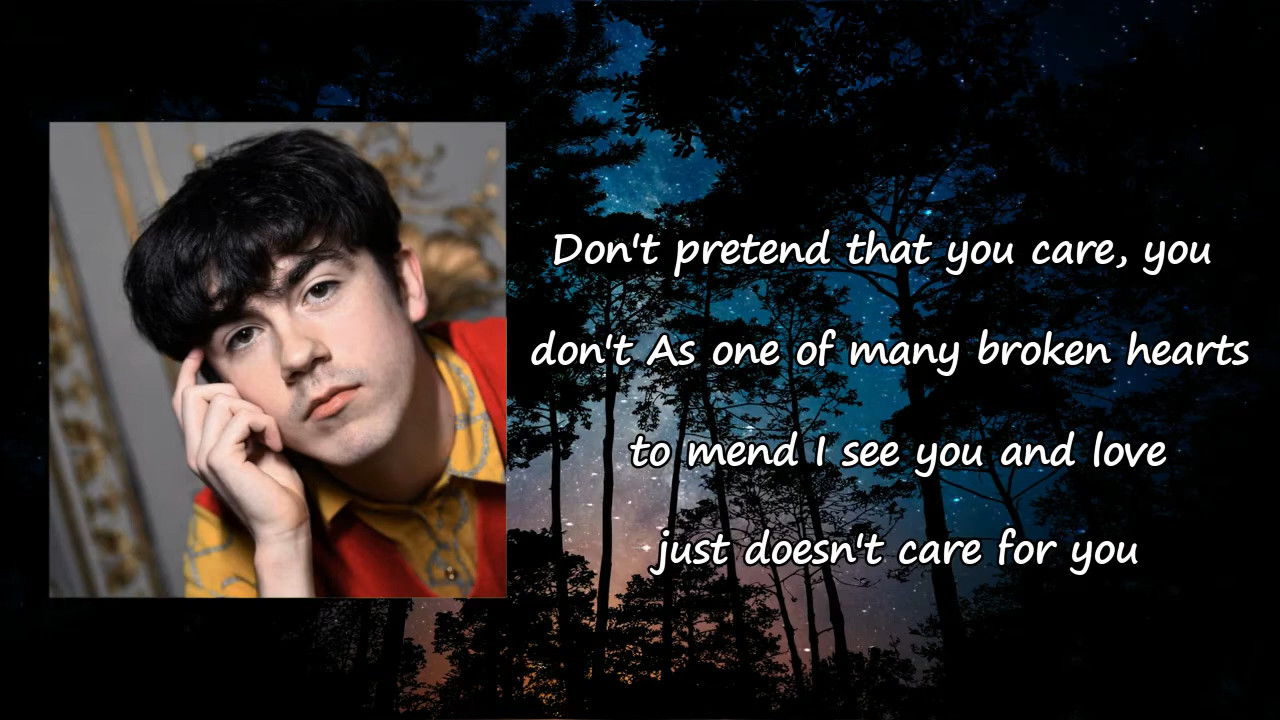 Don't pretend that you care, you
don't As one of many broken hearts
to mend I see you and love
just doesn't care for you